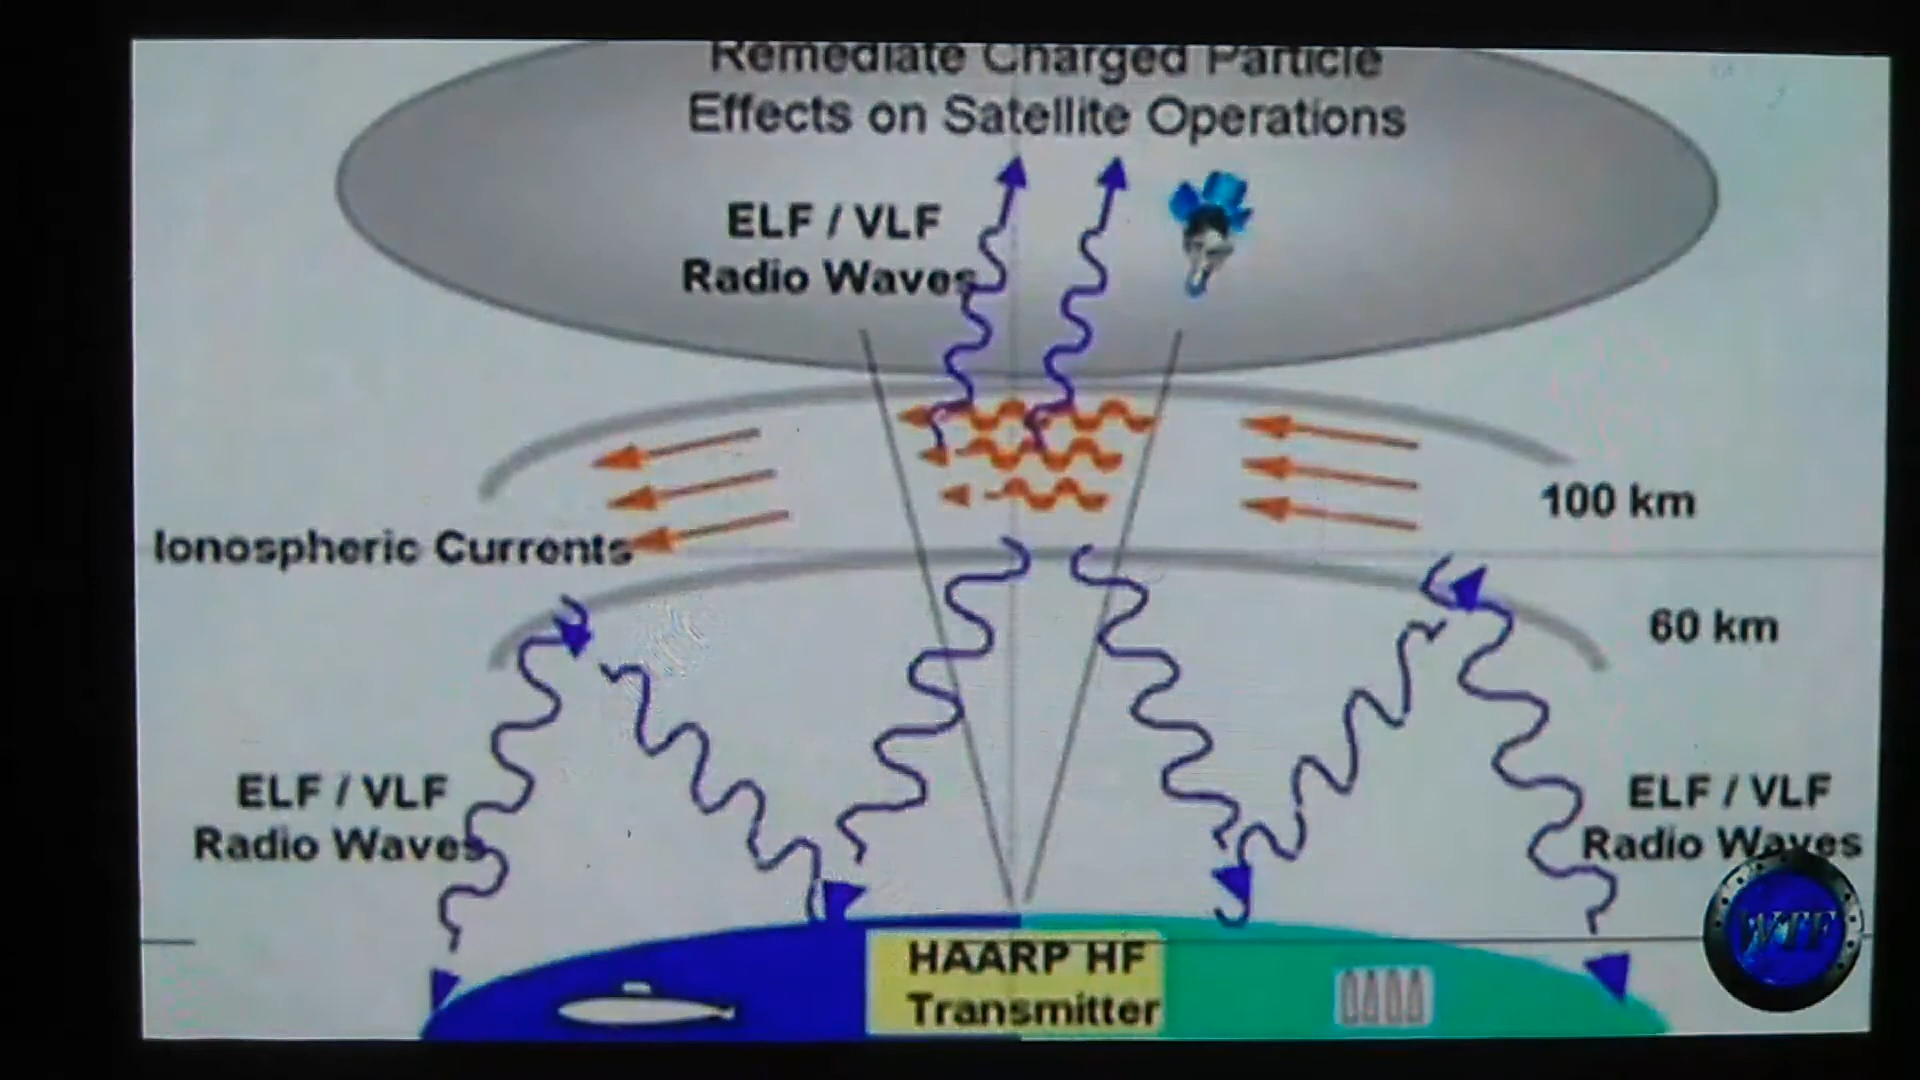 Remediate Charged Particle
Effects on Satellite Operations
ELF / VLF
Radio Waves
100 km
Ionospheric Currents
60 km
ELF / VLF
Radio Waves
ELF / VLF
Radio Waves
WTF
HAARP HF
Transmitter